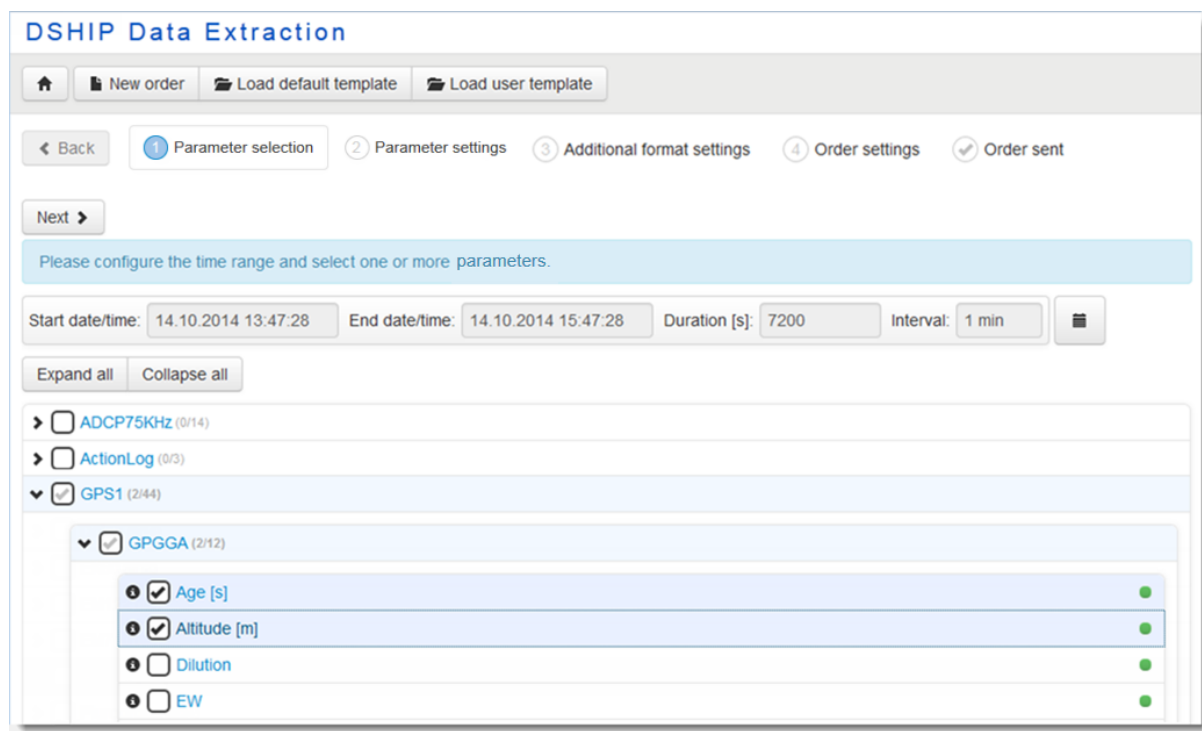 DSHIP Data Extraction
New order Load default template Load user template
Back 1 Parameter selection 2 Parameter settings 3 Additional format settings 4 Order settings Order sent
Next
Please configure the time range and select one or more parameters.
Start date/time: 14.10.2014 13:47:28 End date/time: 14.10.2014 15:47:28 Duration [s]: 7200 Interval: 1 min
Expand all Collapse all
ADCP75KHz (0/14)
ActionLog (0/3)
GPS1 (2/44)
GPGGA (2/12)
Age [s]
Altitude [m]
Dilution
EW